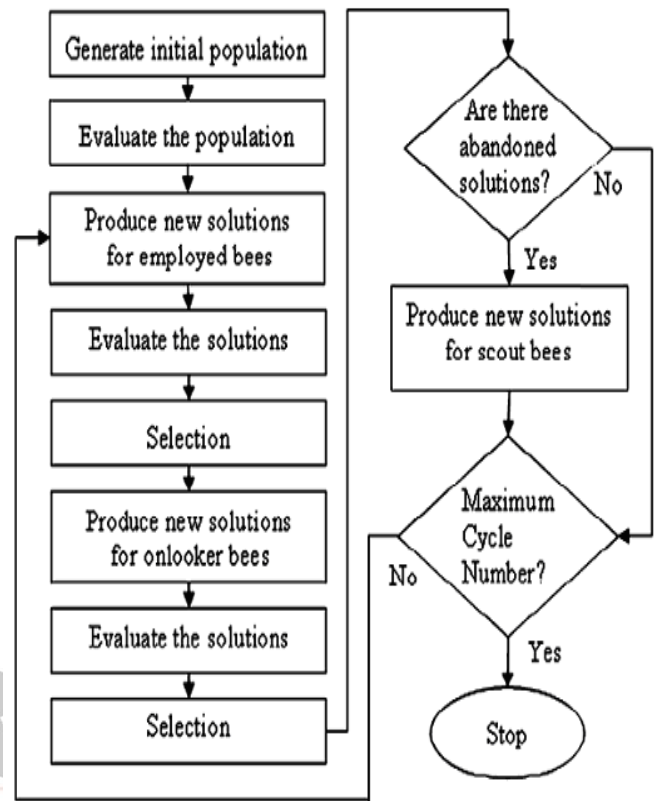 Generate initial population
Evaluate the population
Produce new solutions
for employed bees
Evaluate the solutions
Selection
Produce new solutions
for onlooker bees
Evaluate the solutions
Selection
Are there
abandoned
solutions?
No
Yes
Produce new solutions
for scout bees
Maximum
Cycle
Number?
No
Yes
Stop